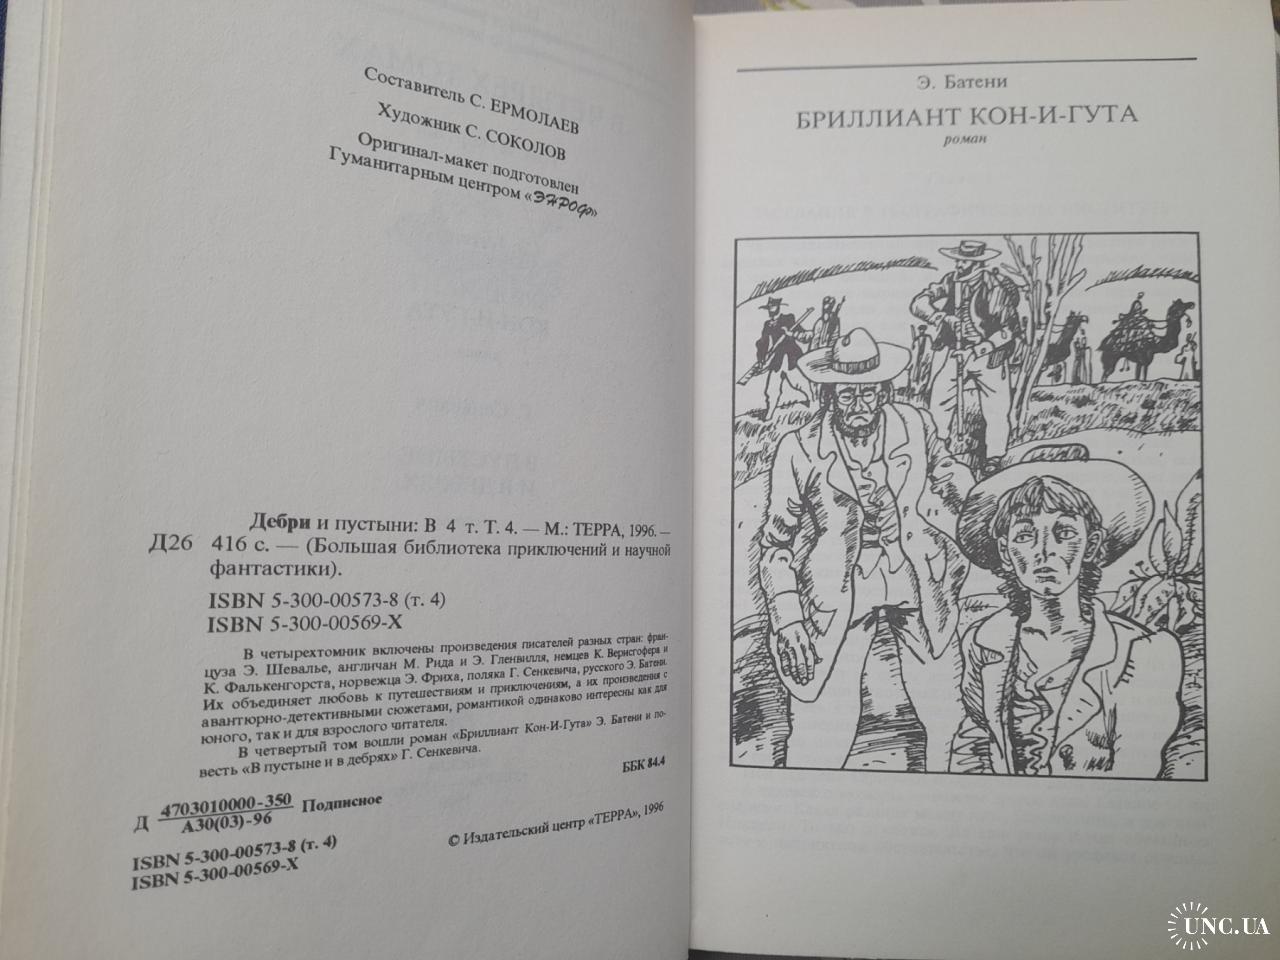 Составитель С. ЕРМОЛАЕВ
Художник С. СОКОЛОВ
Оригинал-макет подготовлен
Гуманитарным центром «ЭНРОФ»
Дебри и пустыни: В 4 т. Т. 4. — М.: ТЕРРА, 1996. —
Д26 416 с. — (Большая библиотека приключений и научной
фантастики).
ISBN 5-300-00573-8 (т. 4)
ISBN 5-300-00569-X
В четырехтомник включены произведения писателей разных стран: фран-
цуза Э. Шевалье, англичан М. Рида и Э. Гленвилля, немцев К. Верисгофера и
К. Фалькенгорста, норвежца Э. Фриха, поляка Г. Сенкевича, русского Э. Батени.
Их объединяет любовь к путешествиям и приключениям, а их произведения с
авантюрно-детективными сюжетами, романтикой одинаково интересны как для
юного, так и для взрослого читателя.
В четвертый том вошли роман «Бриллиант Кон-И-Гута» Э. Батени и по-
весть «В пустыне и в дебрях» Г. Сенкевича.
ББК 84.4
Д 4703010000-350 Подписное
А30(03)-96
© Издательский центр «ТЕРРА», 1996
ISBN 5-300-00573-8 (т. 4)
ISBN 5-300-00569-X
Э. Батени
БРИЛЛИАНТ КОН-И-ГУТА
роман
UNC.UA